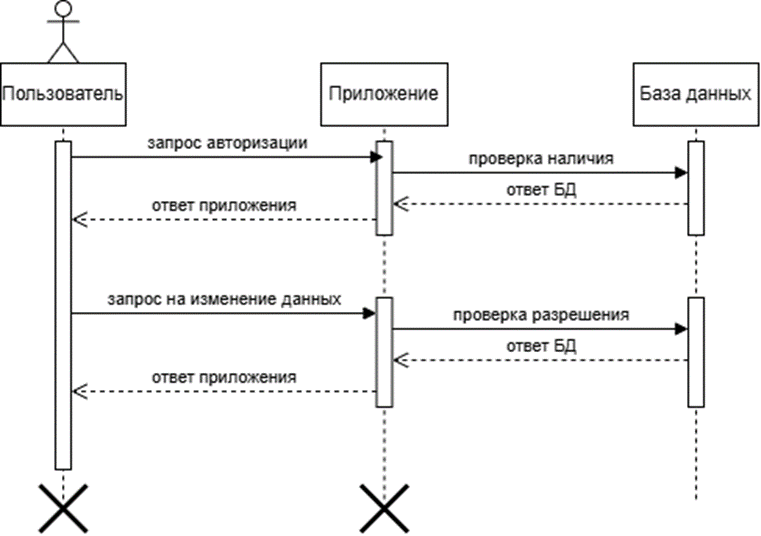 Пользователь
Приложение
База данных
запрос авторизации
проверка наличия
ответ БД
ответ приложения
запрос на изменение данных
проверка разрешения
ответ БД
ответ приложения